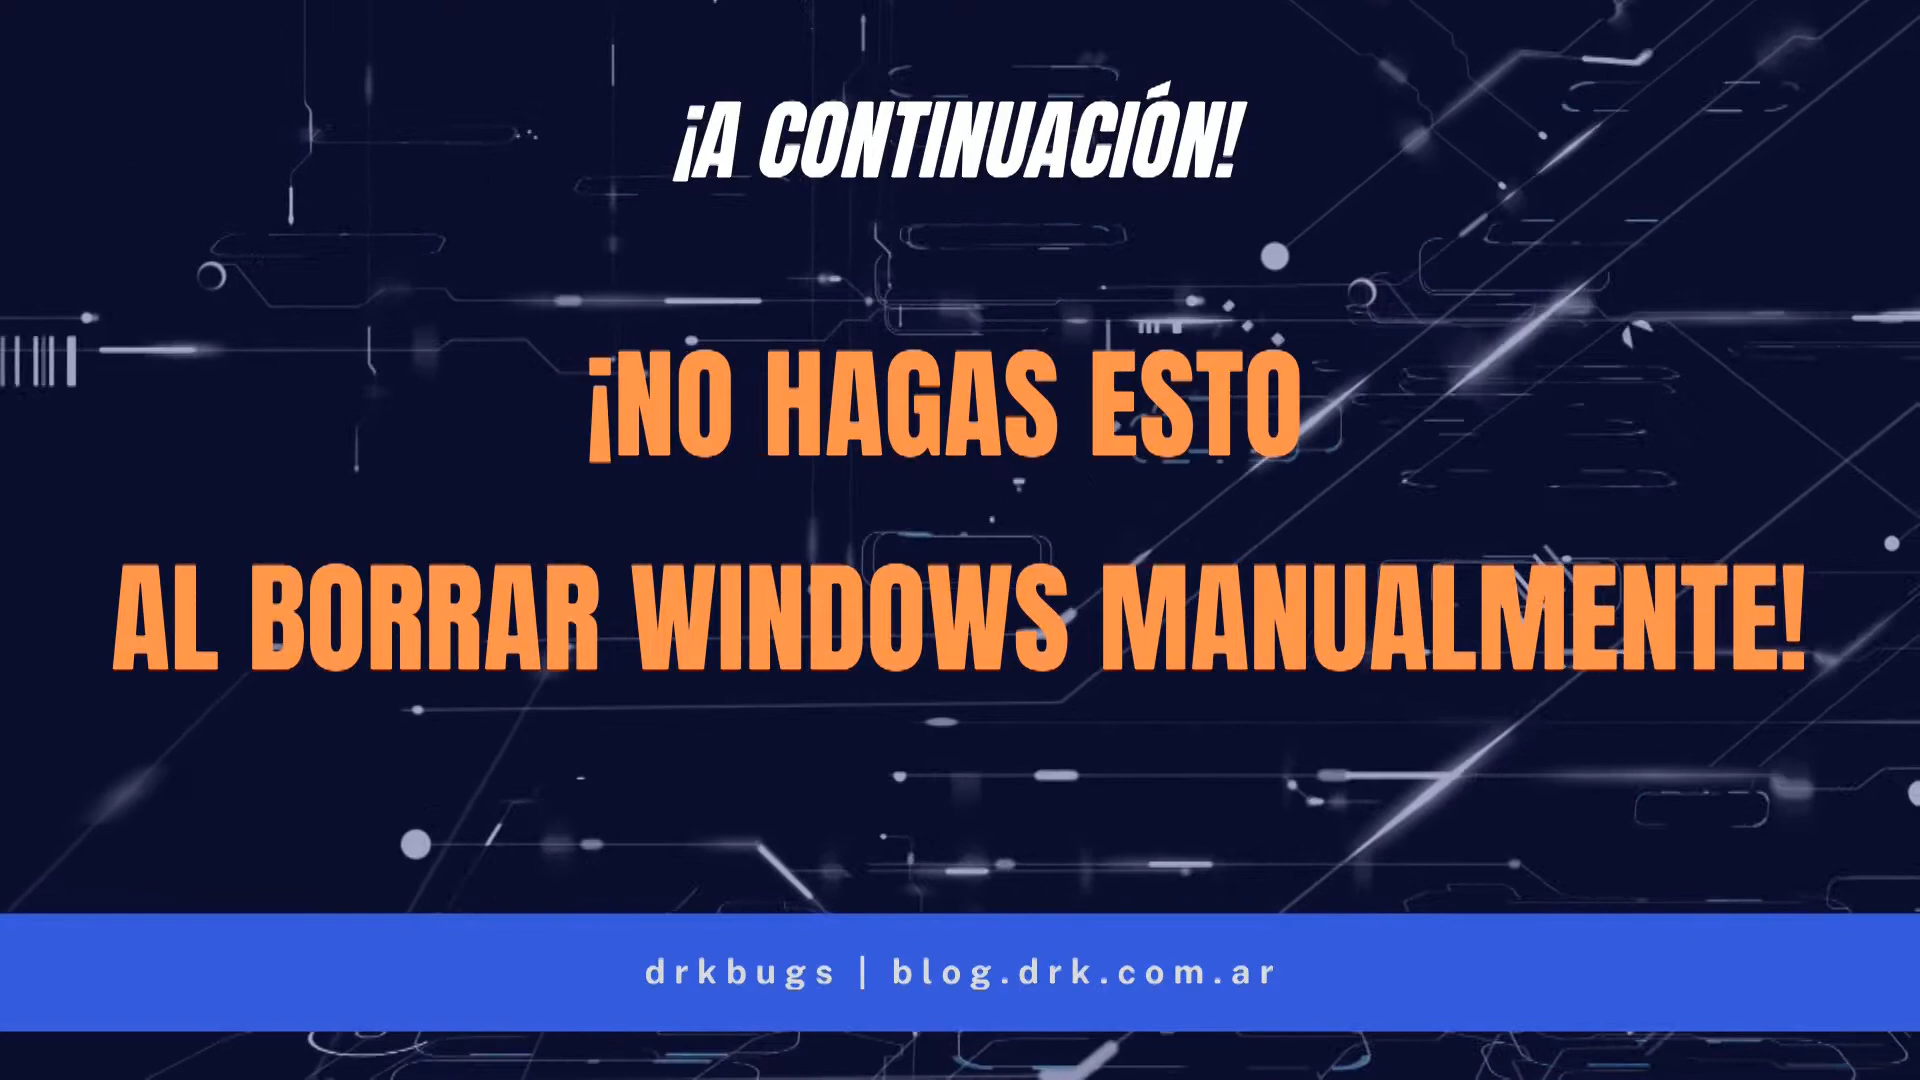 ¡A CONTINUACIÓN!
¡NO HAGAS ESTO
AL BORRAR WINDOWS MANUALMENTE!
drkbugs | blog.drk.com.ar